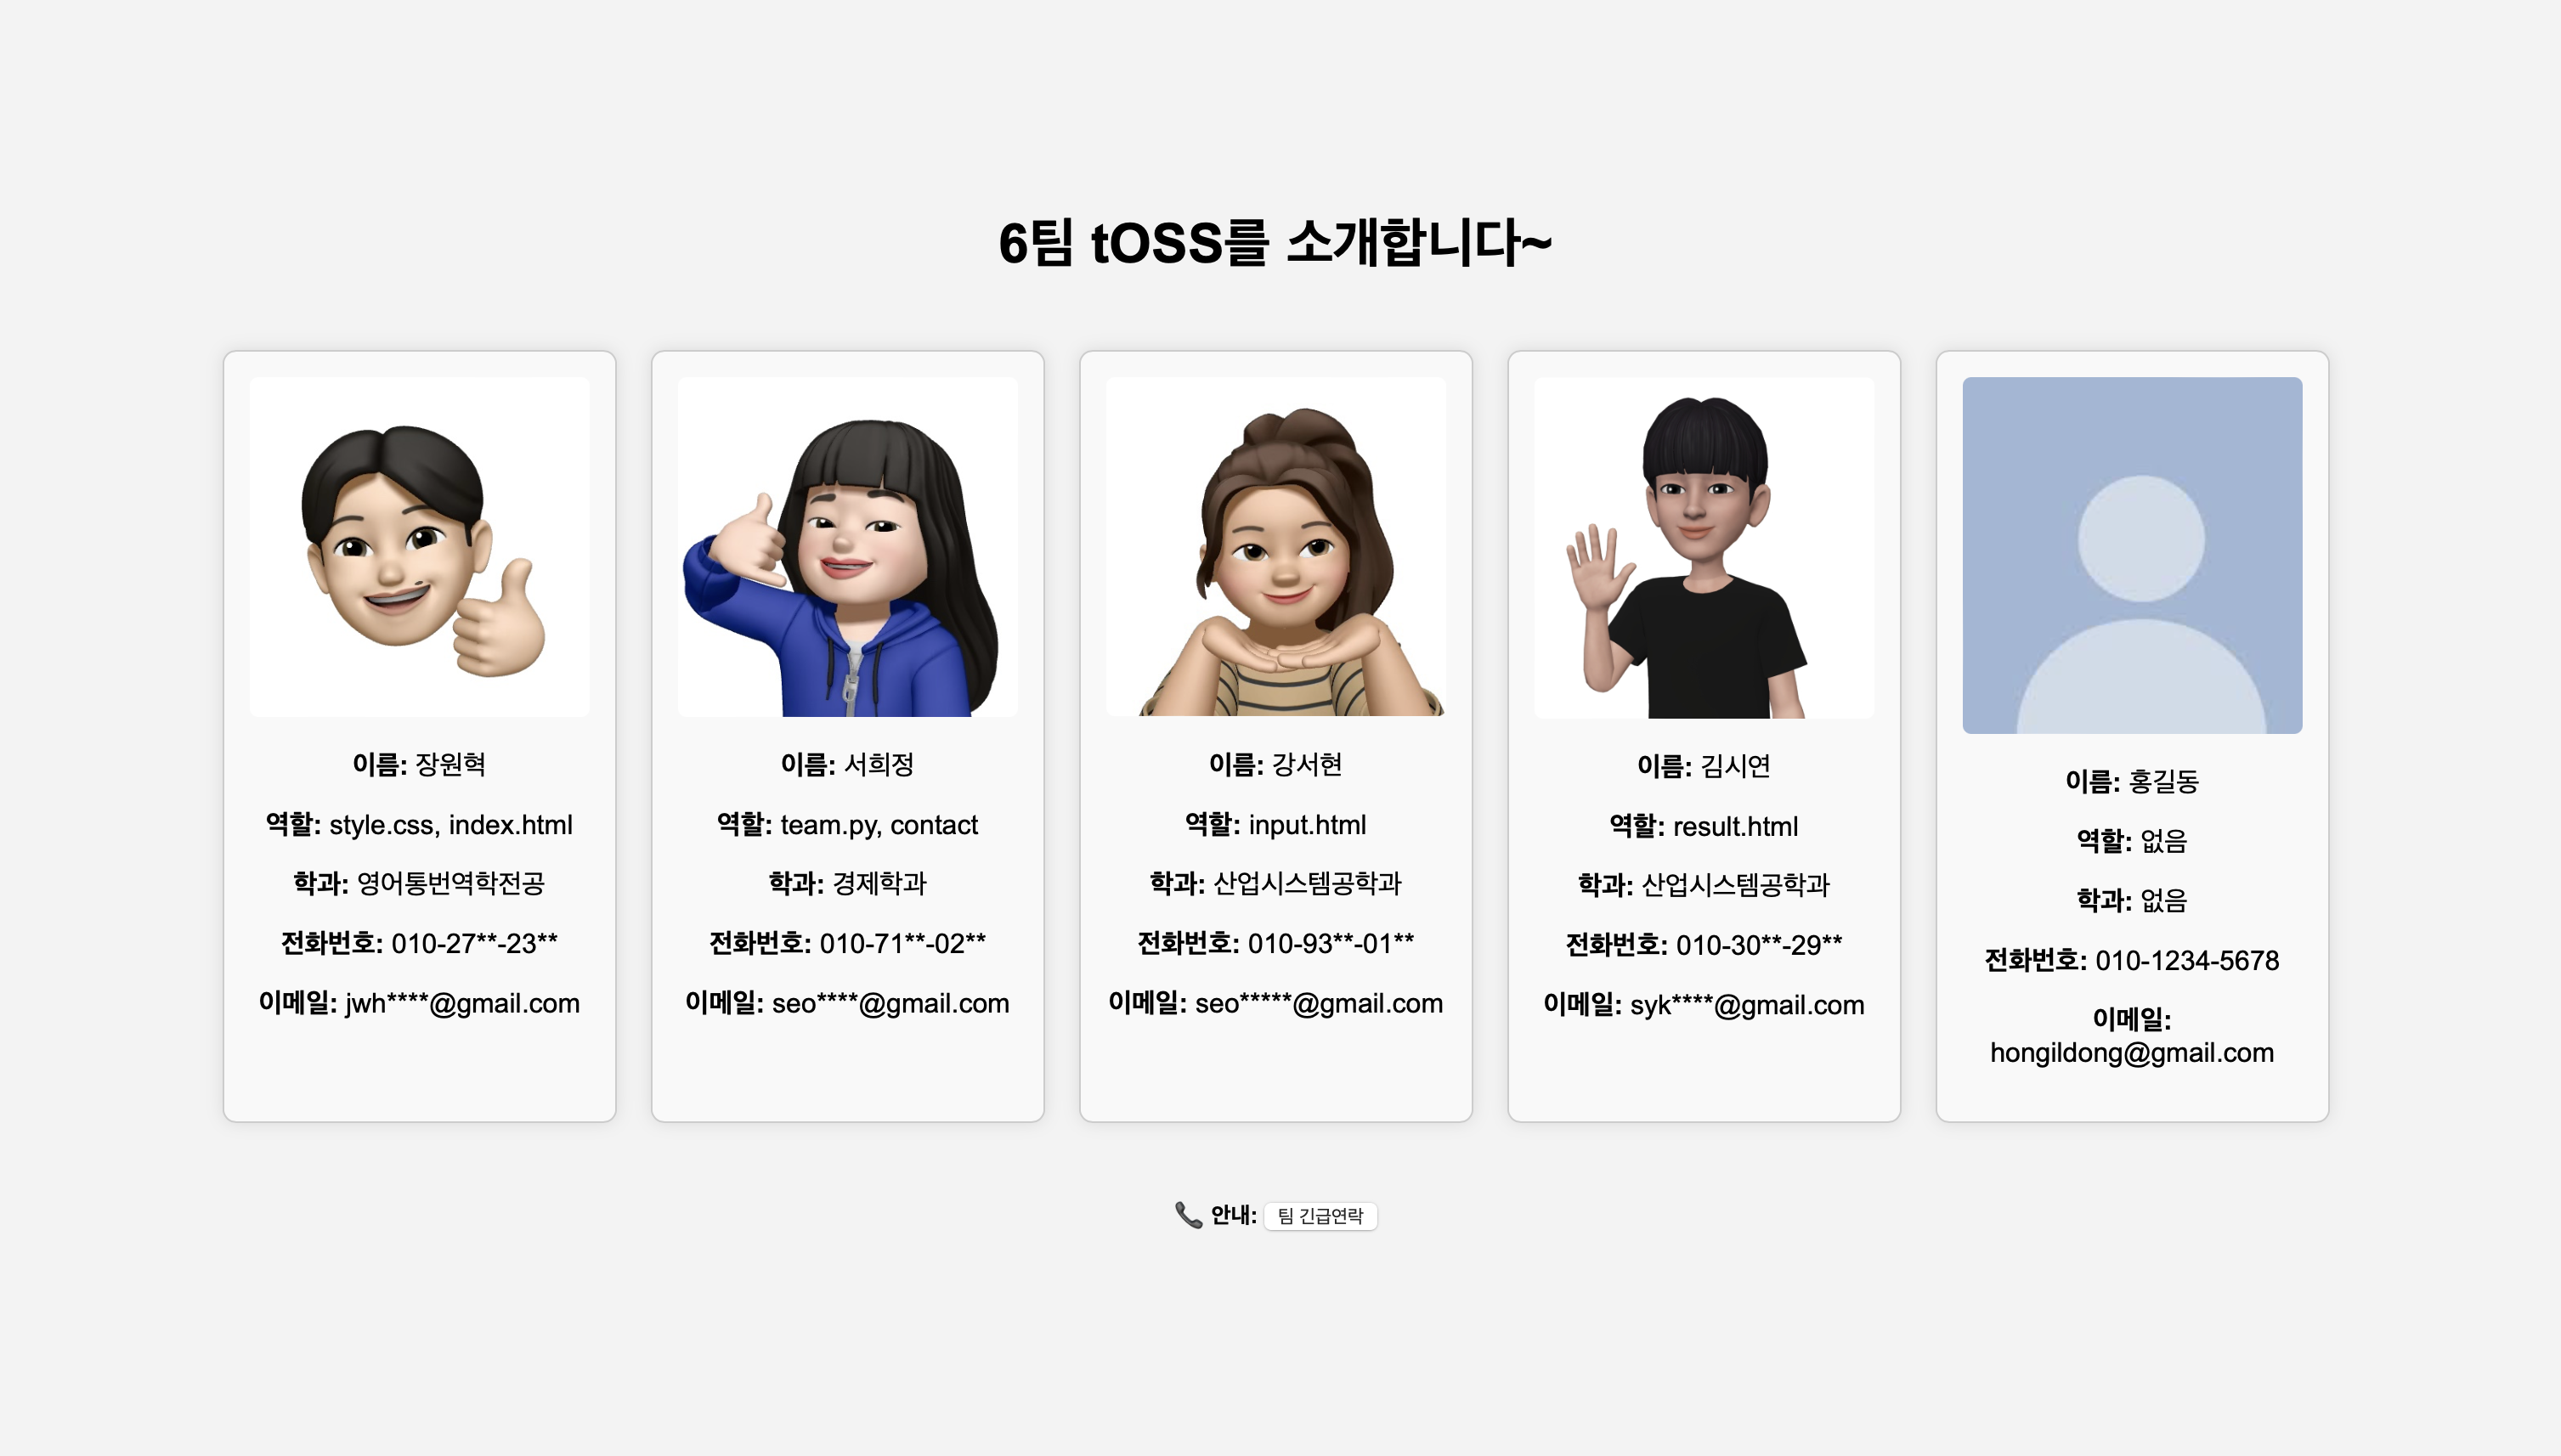 6팀 tOSS를 소개합니다~
이름: 장원혁
역할: style.css, index.html
학과: 영어통번역학전공
전화번호: 010-27**-23**
이메일: jwh****@gmail.com
이름: 서희정
역할: team.py, contact
학과: 경제학과
전화번호: 010-71**-02**
이메일: seo****@gmail.com
이름: 강서현
역할: input.html
학과: 산업시스템공학과
전화번호: 010-93**-01**
이메일: seo*****@gmail.com
이름: 김시연
역할: result.html
학과: 산업시스템공학과
전화번호: 010-30**-29**
이메일: syk****@gmail.com
이름: 홍길동
역할: 없음
학과: 없음
전화번호: 010-1234-5678
이메일:
hongildong@gmail.com
📞 안내: 팀 긴급연락